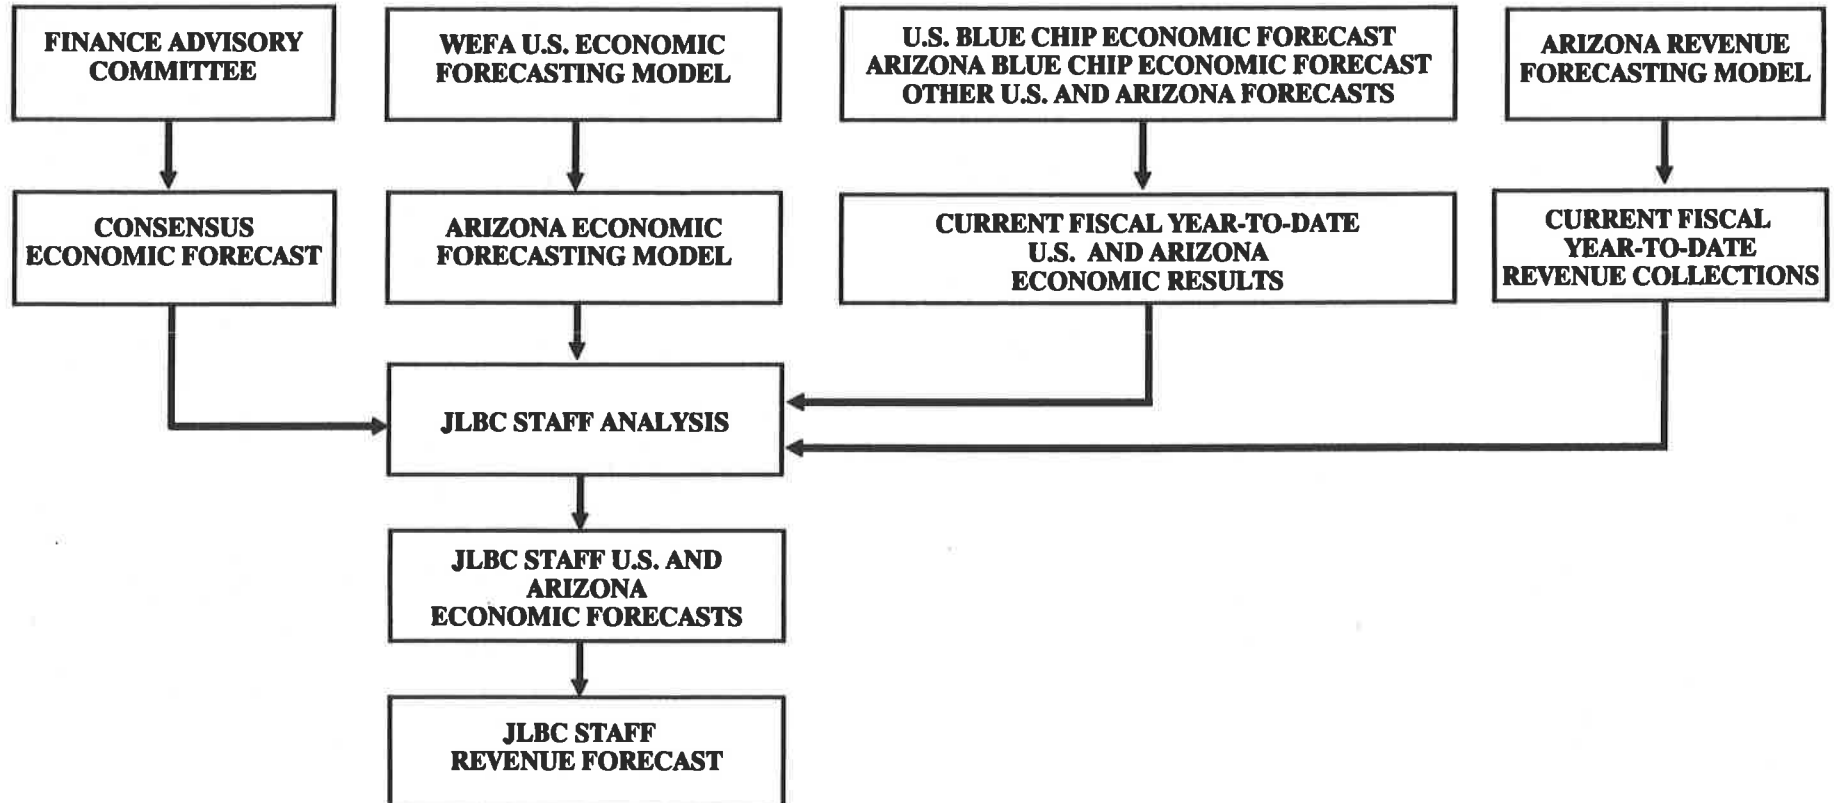 FINANCE ADVISORY
COMMITTEE
WEFA U.S. ECONOMIC
FORECASTING MODEL
U.S. BLUE CHIP ECONOMIC FORECAST
ARIZONA BLUE CHIP ECONOMIC FORECAST
OTHER U.S. AND ARIZONA FORECASTS
ARIZONA REVENUE
FORECASTING MODEL
CONSENSUS
ECONOMIC FORECAST
ARIZONA ECONOMIC
FORECASTING MODEL
CURRENT FISCAL YEAR-TO-DATE
U.S. AND ARIZONA
ECONOMIC RESULTS
CURRENT FISCAL
YEAR-TO-DATE
REVENUE COLLECTIONS
JLBC STAFF ANALYSIS
JLBC STAFF U.S. AND
ARIZONA
ECONOMIC FORECASTS
JLBC STAFF
REVENUE FORECAST